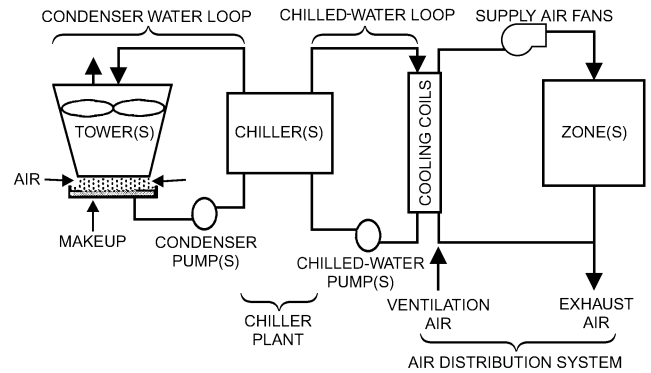 CONDENSER WATER LOOP
CHILLED-WATER LOOP
SUPPLY AIR FANS
TOWER(S)
CHILLER(S)
COOLING COILS
ZONE(S)
AIR
MAKEUP
CONDENSER
PUMP(S)
CHILLED-WATER
PUMP(S)
VENTILATION
AIR
EXHAUST
AIR
CHILLER
PLANT
AIR DISTRIBUTION SYSTEM